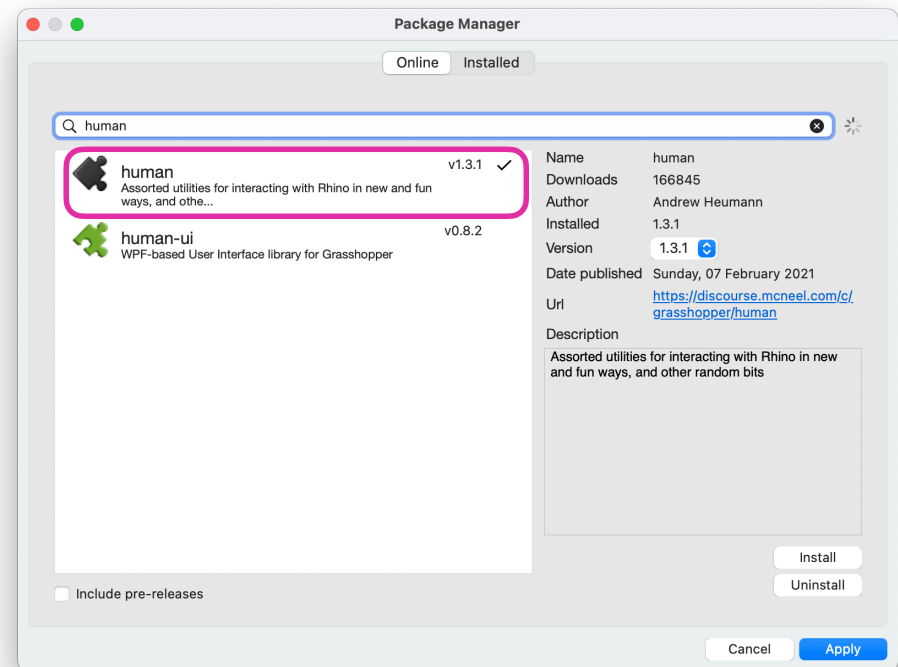 Package Manager
Online
Installed
human
human
v1.3.1
Assorted utilities for interacting with Rhino in new and fun
ways, and othe...
human-ui
v0.8.2
WPF-based User Interface library for Grasshopper
Name human
Downloads 166845
Author Andrew Heumann
Installed 1.3.1
Version 1.3.1
Date published Sunday, 07 February 2021
Url https://discourse.mcneel.com/c/
grasshopper/human
Description
Assorted utilities for interacting with Rhino in new
and fun ways, and other random bits
Install
Uninstall
Include pre-releases
Cancel
Apply